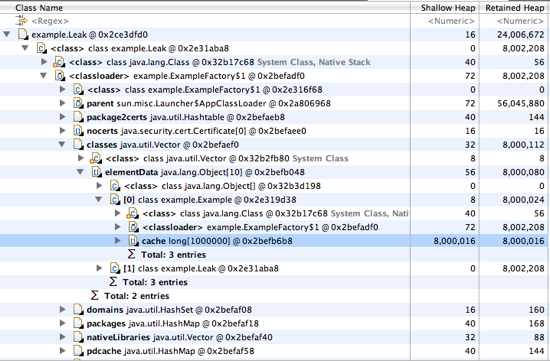 Class Name Shallow Heap Retained Heap
<Regex> <Numeric> <Numeric>
example.Leak @ 0x2ce3dfd0 16 24,006,672
<class> class example.Leak @ 0x2e31aba8 0 8,002,208
<class> class java.lang.Class @ 0x32b17c68 System Class, Native Stack 40 56
<classloader> example.ExampleFactory$1 @ 0x2befadf0 72 8,002,208
<class> class example.ExampleFactory$1 @ 0x2e316f68 0 0
parent sun.misc.Launcher$AppClassLoader @ 0x2a806968 72 56,045,880
package2certs java.util.Hashtable @ 0x2befaeb8 40 144
nocerts java.security.cert.Certificate[0] @ 0x2befaee0 16 16
classes java.util.Vector @ 0x2befaef0 32 8,000,112
<class> class java.util.Vector @ 0x32b2fb80 System Class 8 8
elementData java.lang.Object[10] @ 0x2befb048 56 8,000,080
<class> class java.lang.Object[] @ 0x32b3d198 0 0
[0] class example.Example @ 0x2e319d38 8 8,000,024
<class> class java.lang.Class @ 0x32b17c68 System Class, Nati 40 56
<classloader> example.ExampleFactory$1 @ 0x2befadf0 72 8,002,208
cache long[1000000] @ 0x2befb6b8 8,000,016 8,000,016
Σ Total: 3 entries
[1] class example.Leak @ 0x2e31aba8 0 8,002,208
Σ Total: 3 entries
Σ Total: 2 entries
domains java.util.HashSet @ 0x2befaf08 16 160
packages java.util.HashMap @ 0x2befaf18 40 168
nativeLibraries java.util.Vector @ 0x2befaf40 32 88
pdcache java.util.HashMap @ 0x2befaf58 40 144